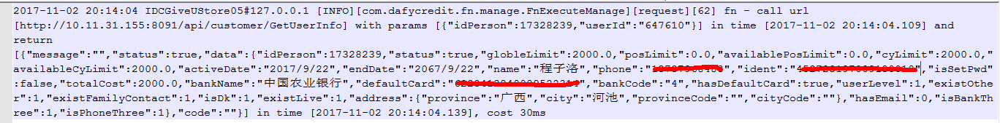 2017-11-02 20:14:04 IDCGiveUStore05#127.0.0.1 [INFO][com.dafycredit.fn.manage.FnExecuteManage][request][62] fn - call url
[http://10.11.31.155:8091/api/customer/GetUserInfo] with params [{"idPerson":17328239,"userId":"647610"}] in time [2017-11-02 20:14:04.109] and
return
[{"message":"","status":true,"data":{"idPerson":17328239,"status":true,"globleLimit":2000.0,"posLimit":0.0,"availablePosLimit":0.0,"cyLimit":2000.0,"
availableCyLimit":2000.0,"activeDate":"2017/9/22","endDate":"2067/9/22","name":"程子洛","phone":"","ident":"","isSetPwd"
:false,"totalCost":2000.0,"bankName":"中国农业银行","defaultCard":"","bankCode":"4","hasDefaultCard":true,"userLevel":1,"existOthe
r":1,"existFamilyContact":1,"isDk":1,"existLive":1,"address":{"province":"广西","city":"河池","provinceCode":"","cityCode":""},"hasEmail":0,"isBankTh
ree":1,"isPhoneThree":1},"code":""}] in time [2017-11-02 20:14:04.139], cost 30ms